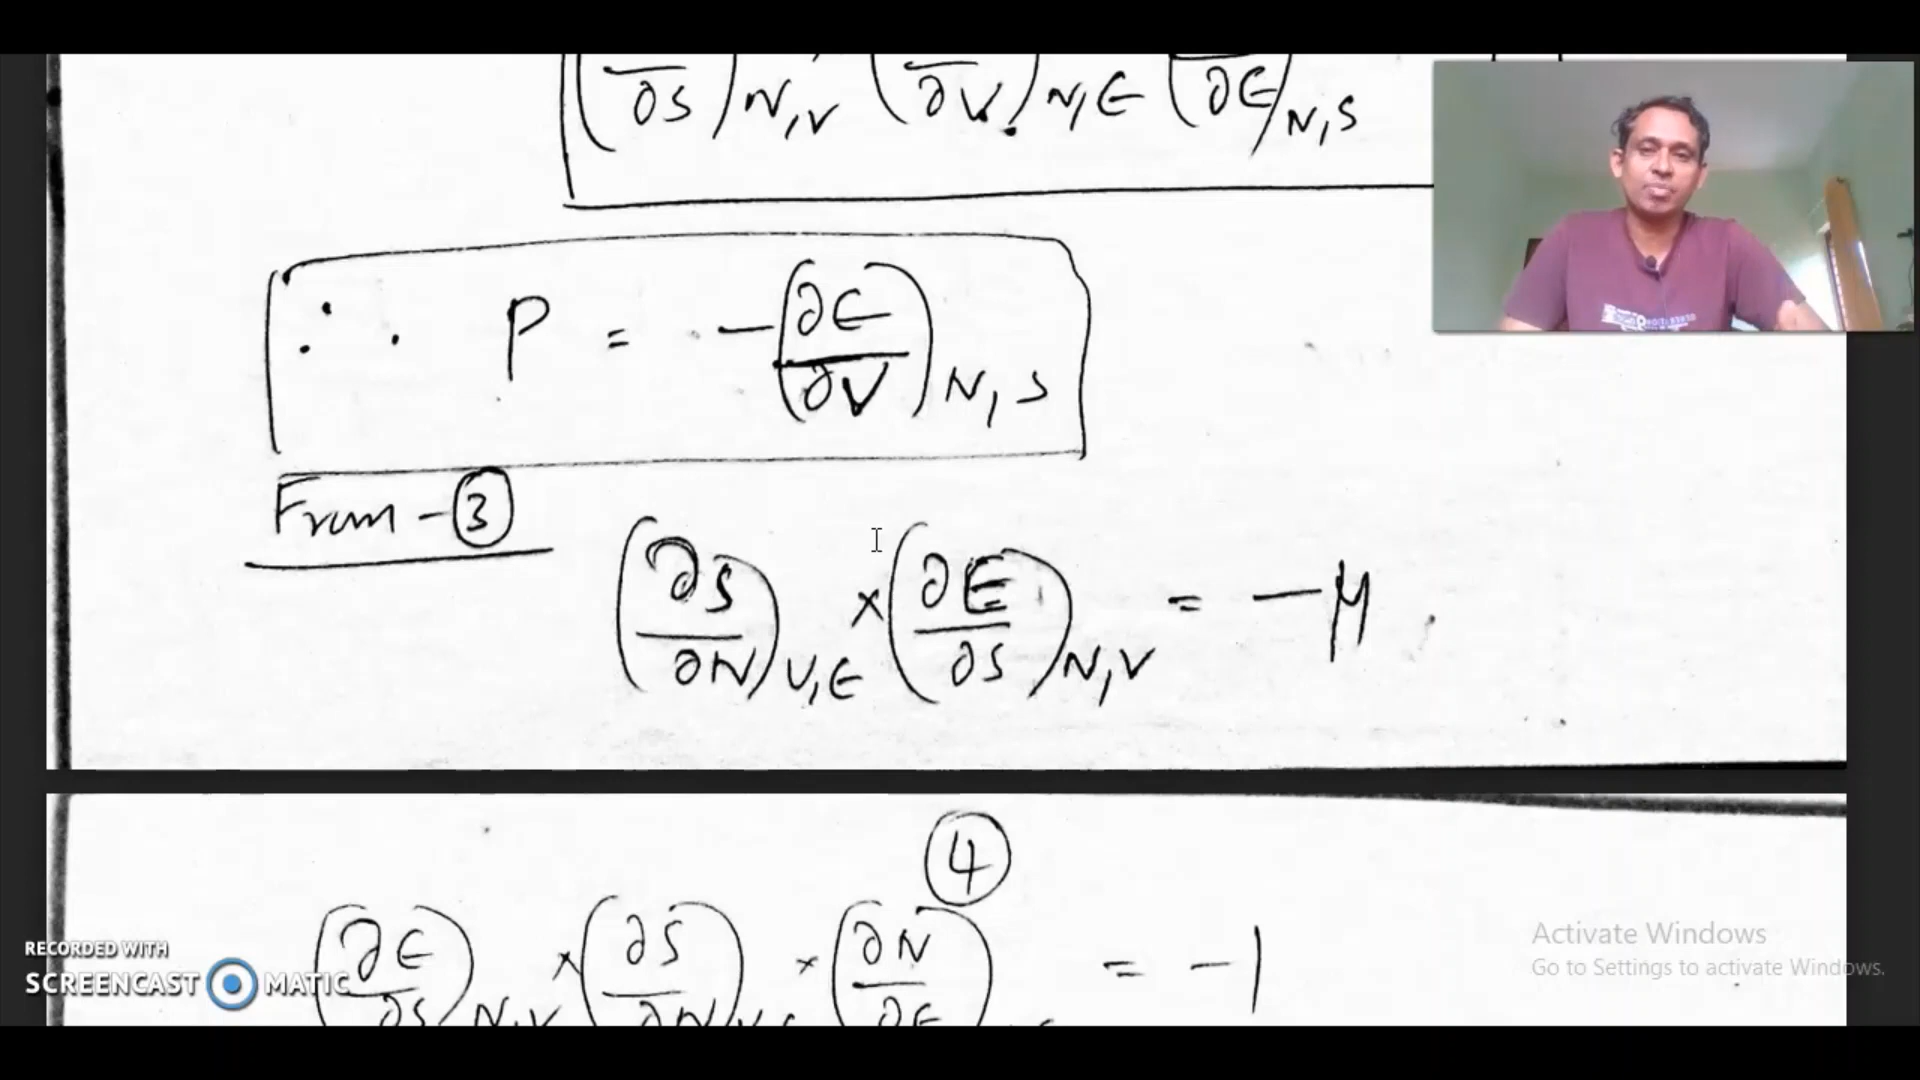 ∂S)N,V ∂V.)N,E ∂E)N,S
∴ P = -(∂E/∂V)N,S
From - ③
(∂S/∂N)V,E × (∂E/∂S)N,V = -μ
④
(∂E/∂S)N,V × (∂S/∂N)V,E × (∂N/∂E) = -1
RECORDED WITH
SCREENCAST MATIC
Activate Windows
Go to Settings to activate Windows.